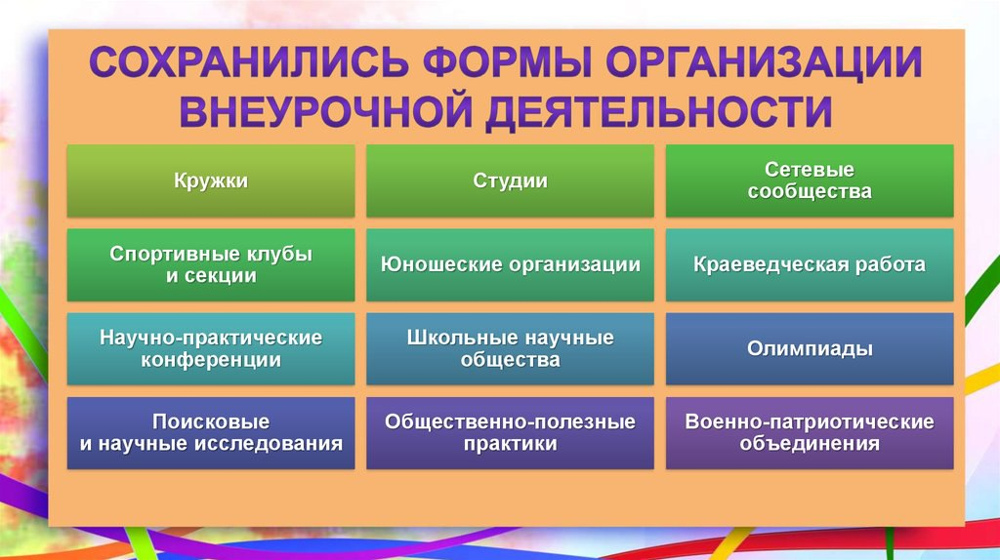 СОХРАНИЛИСЬ ФОРМЫ ОРГАНИЗАЦИИ
ВНЕУРОЧНОЙ ДЕЯТЕЛЬНОСТИ
Кружки
Студии
Сетевые
сообщества
Спортивные клубы
и секции
Юношеские организации
Краеведческая работа
Научно-практические
конференции
Школьные научные
общества
Олимпиады
Поисковые
и научные исследования
Общественно-полезные
практики
Военно-патриотические
объединения